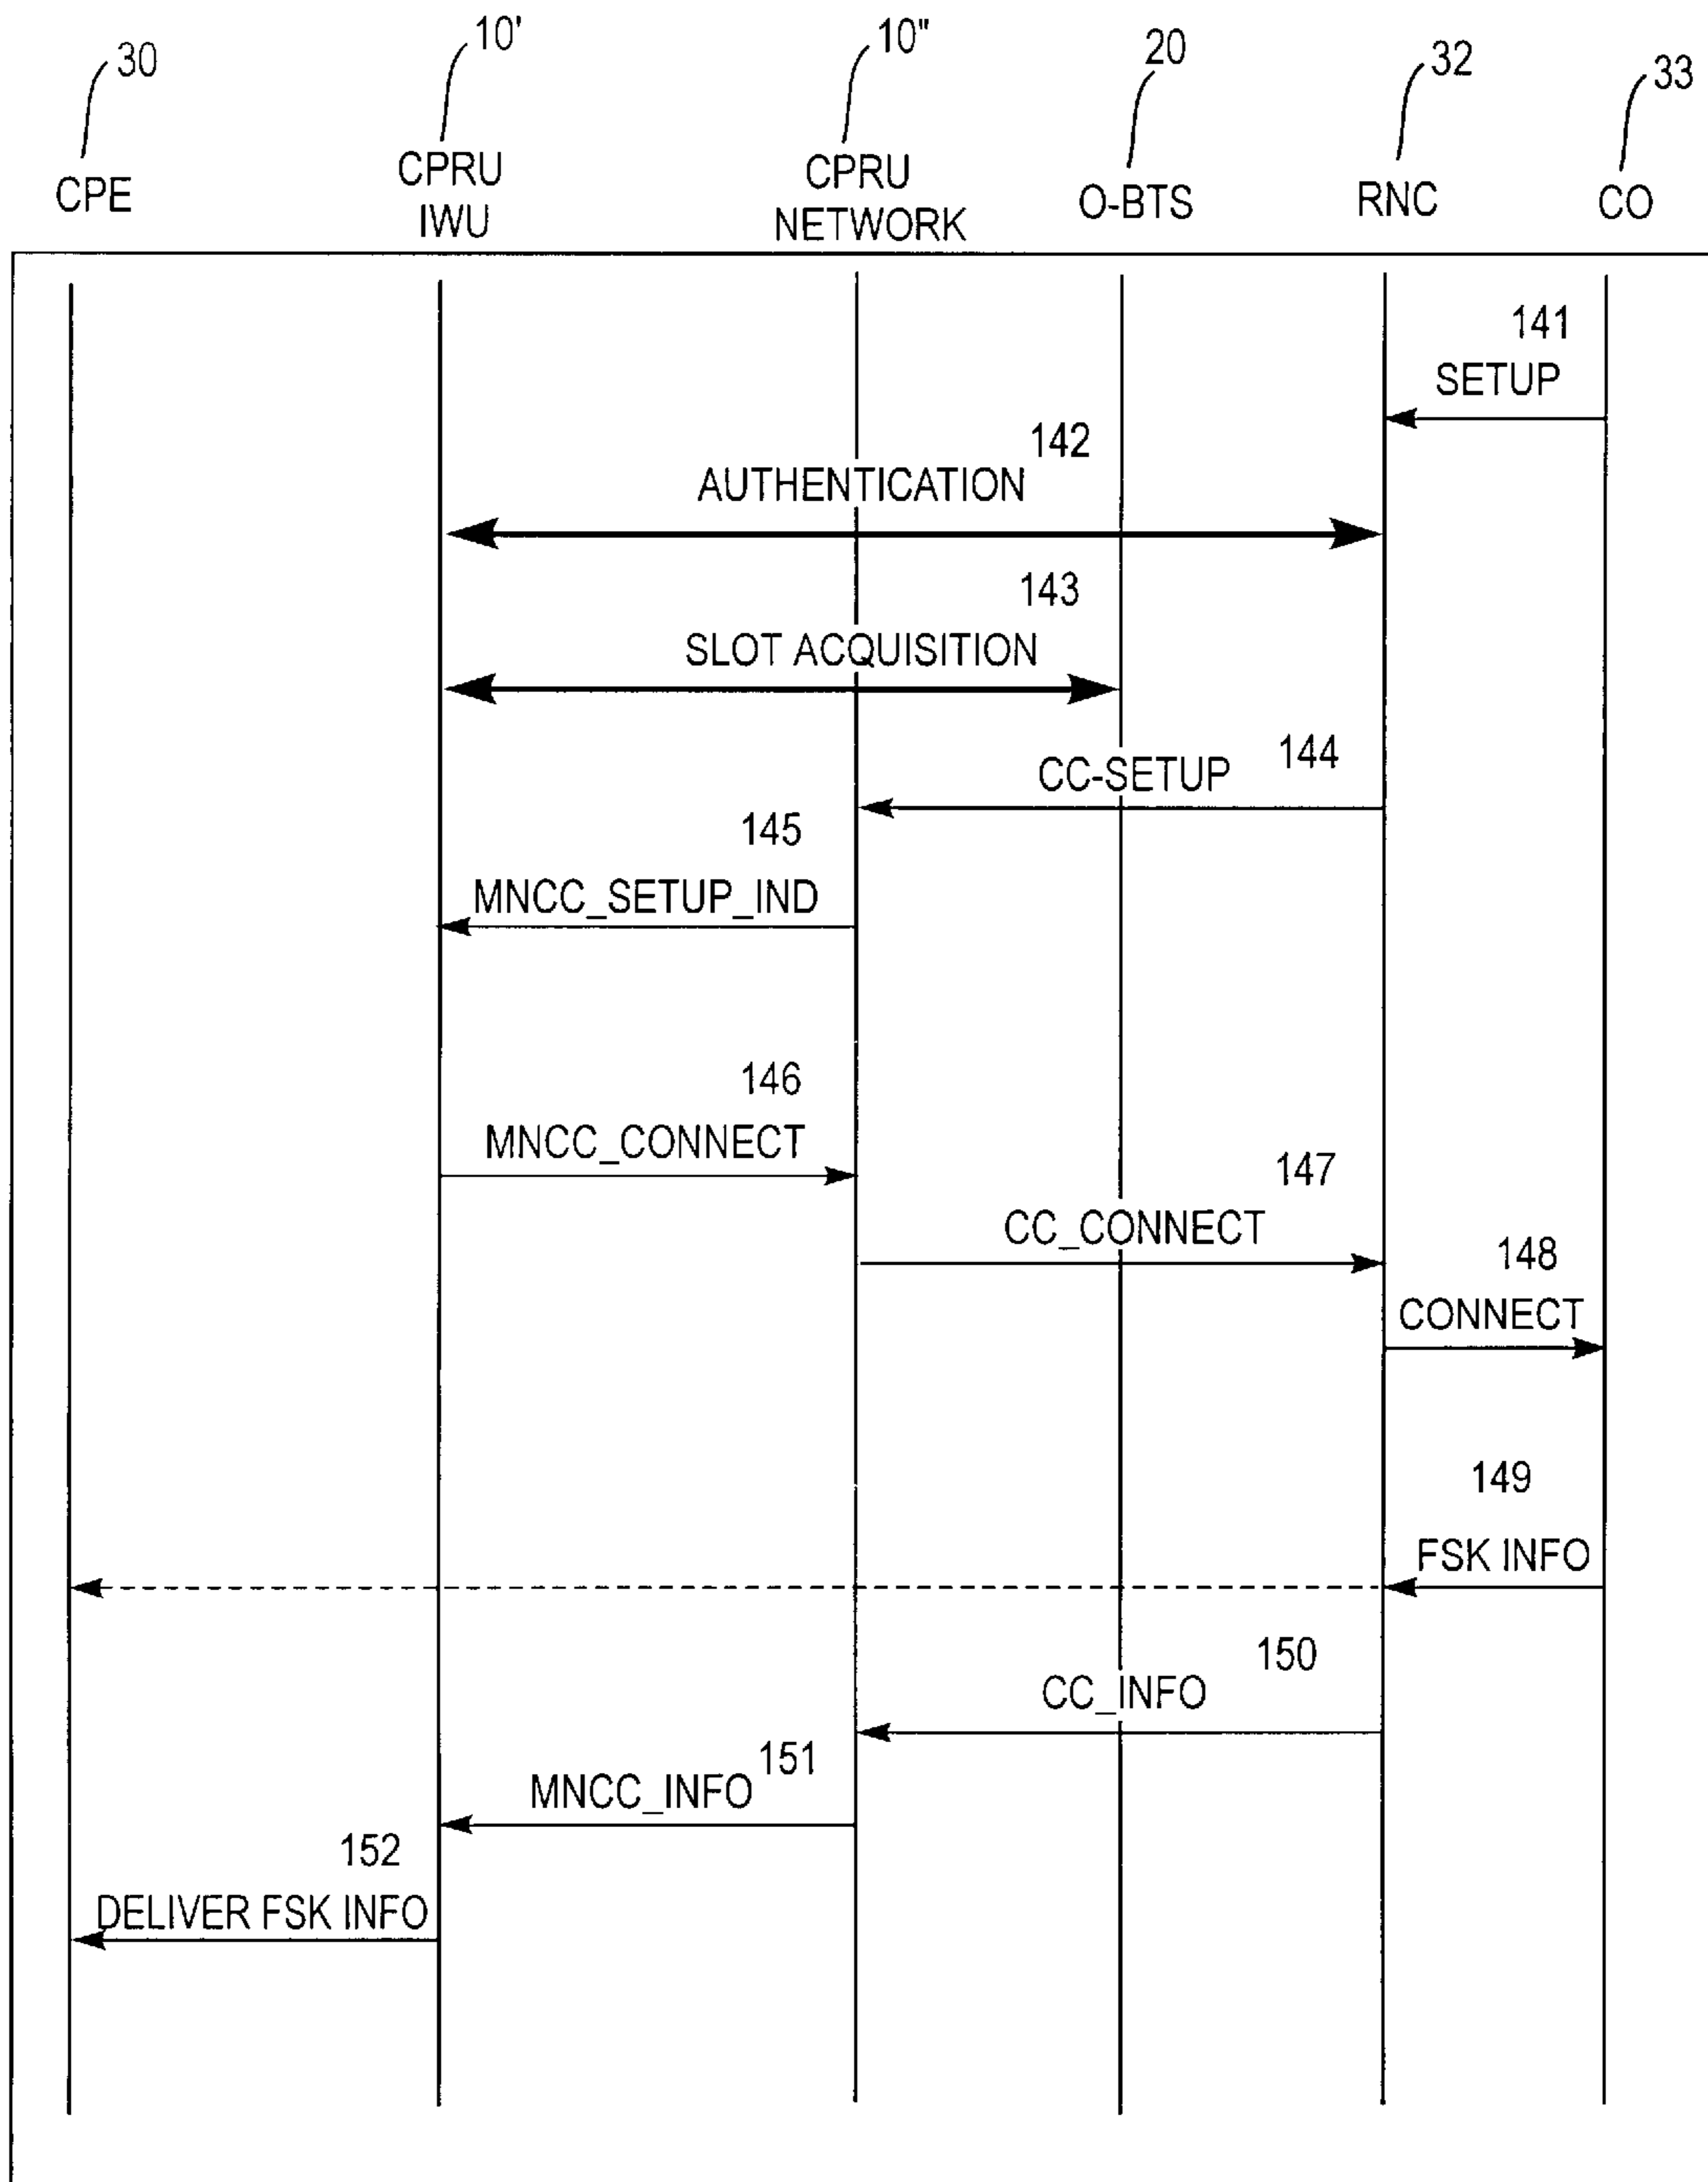 30
10'
10"
20
32
33
CPE
CPRU
IWU
CPRU
NETWORK
O-BTS
RNC
CO
141
SETUP
142
AUTHENTICATION
143
SLOT ACQUISITION
144
CC-SETUP
145
MNCC_SETUP_IND
146
MNCC_CONNECT
147
CC_CONNECT
148
CONNECT
149
FSK INFO
150
CC_INFO
151
MNCC_INFO
152
DELIVER FSK INFO